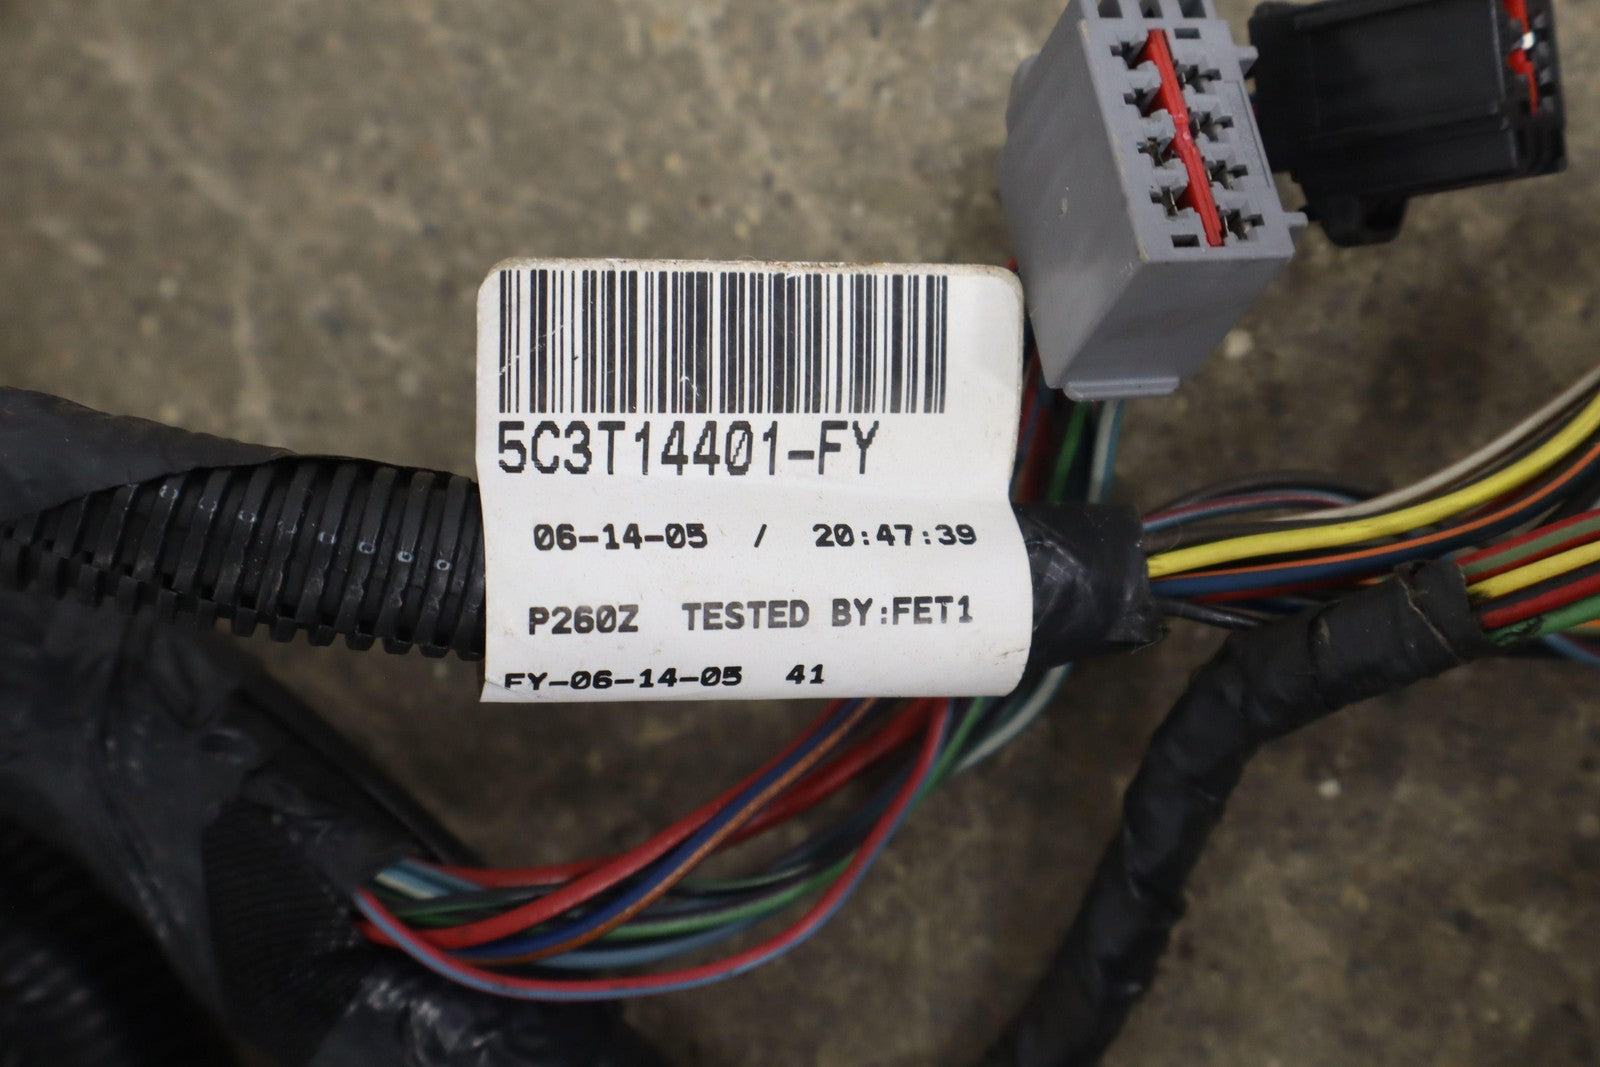 5C3T14401-FY
06-14-05 / 20:47:39
P260Z TESTED BY:FET1
FY-06-14-05 41